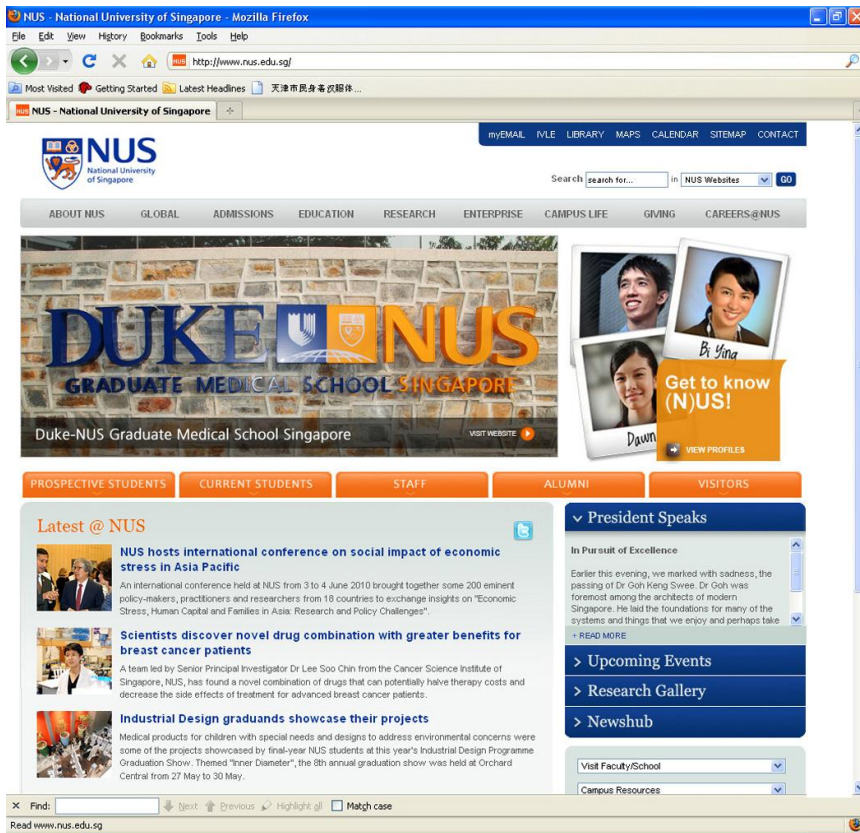 NUS - National University of Singapore - Mozilla Firefox
File Edit View History Bookmarks Tools Help
http://www.nus.edu.sg/
Most Visited Getting Started Latest Headlines
NUS - National University of Singapore
myEMAIL IVLE LIBRARY MAPS CALENDAR SITEMAP CONTACT
NUS
National University
of Singapore
Search search for... in NUS Websites GO
ABOUT NUS GLOBAL ADMISSIONS EDUCATION RESEARCH ENTERPRISE CAMPUS LIFE GIVING CAREERS@NUS
DUKE NUS
GRADUATE MEDICAL SCHOOL SINGAPORE
Duke-NUS Graduate Medical School Singapore
VISIT WEBSITE
Bi Ying
Dawn
Get to know
(N)US!
VIEW PROFILES
PROSPECTIVE STUDENTS CURRENT STUDENTS STAFF ALUMNI VISITORS
Latest @ NUS
NUS hosts international conference on social impact of economic
stress in Asia Pacific
An international conference held at NUS from 3 to 4 June 2010 brought together some 200 eminent
policy-makers, practitioners and researchers from 18 countries to exchange insights on "Economic
Stress, Human Capital and Families in Asia: Research and Policy Challenges".
Scientists discover novel drug combination with greater benefits for
breast cancer patients
A team led by Senior Principal Investigator Dr Lee Soo Chin from the Cancer Science Institute of
Singapore, NUS, has found a novel combination of drugs that can potentially halve therapy costs and
decrease the side effects of treatment for advanced breast cancer patients.
Industrial Design graduands showcase their projects
Medical products for children with special needs and designs to address environmental concerns were
some of the projects showcased by final-year NUS students at this year's Industrial Design Programme
Graduation Show. Themed "Inner Diameter", the 8th annual graduation show was held at Orchard
Central from 27 May to 30 May.
President Speaks
In Pursuit of Excellence
Earlier this evening, we marked with sadness, the
passing of Dr Goh Keng Swee. Dr Goh was
foremost among the architects of modern
Singapore. He laid the foundations for many of the
systems and things that we enjoy and perhaps take
+ READ MORE
> Upcoming Events
> Research Gallery
> Newshub
Visit Faculty/School
Campus Resources
× Find: Next Previous Highlight all Match case
Read www.nus.edu.sg